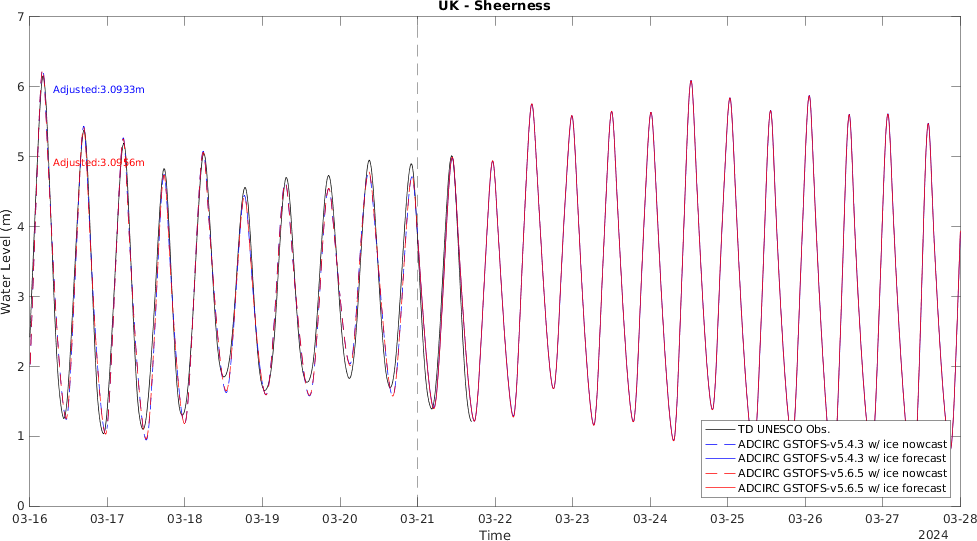 UK - Sheerness
7
6
5
4
3
2
1
0
Water Level (m)
Adjusted:3.0933m
Adjusted:3.0956m
TD UNESCO Obs.
ADCIRC GSTOFS-v5.4.3 w/ ice nowcast
ADCIRC GSTOFS-v5.4.3 w/ ice forecast
ADCIRC GSTOFS-v5.6.5 w/ ice nowcast
ADCIRC GSTOFS-v5.6.5 w/ ice forecast
03-16 03-17 03-18 03-19 03-20 03-21 03-22 03-23 03-24 03-25 03-26 03-27 03-28
Time
2024